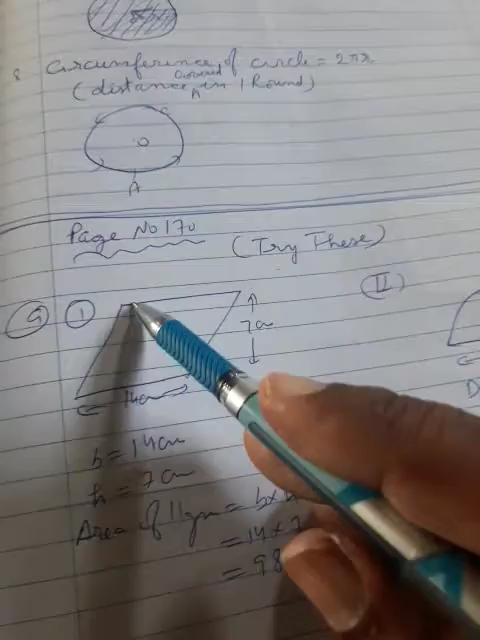 8 Circumference of circle = 2πr
(distance Covered in 1 Round)
A
O
A
Page No 170
(Try These)
a) ① II
7cm
14cm
D
b = 14cm
h = 7cm
Area of ||gm = b×h
= 14×7
= 98